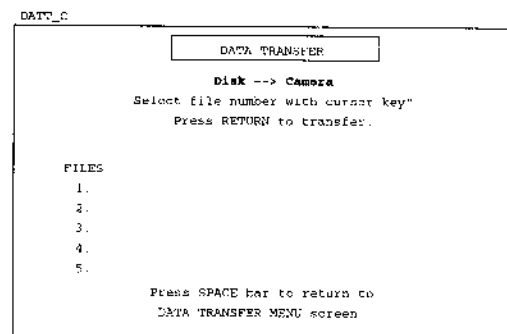 DATT_C
DATA TRANSFER
Disk --> Camera
Select file number with cursor key"
Press RETURN to transfer.
FILES
1.
2.
3.
4.
5.
Press SPACE bar to return to
DATA TRANSFER MENU screen